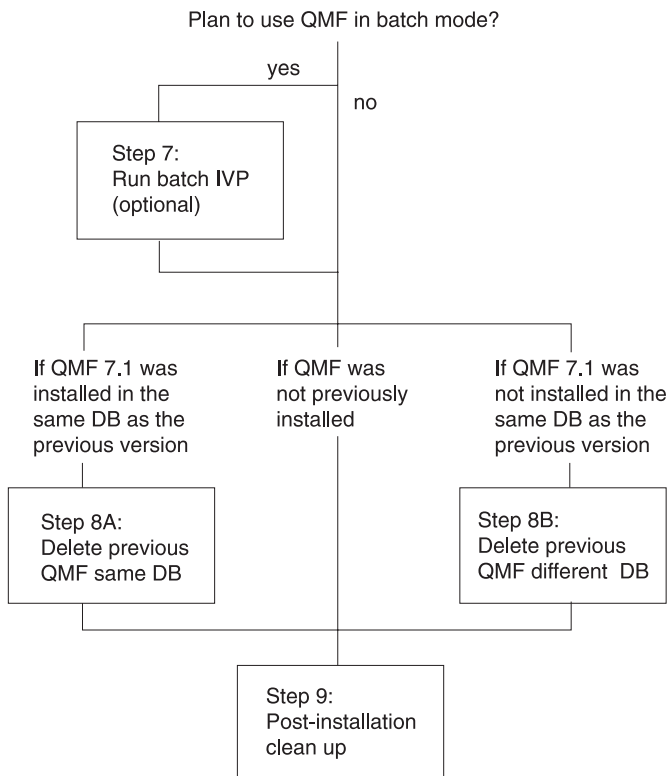 Plan to use QMF in batch mode?
yes
no
Step 7:
Run batch IVP
(optional)
If QMF 7.1 was
installed in the
same DB as the
previous version
If QMF was
not previously
installed
If QMF 7.1 was
not installed in the
same DB as the
previous version
Step 8A:
Delete previous
QMF same DB
Step 8B:
Delete previous
QMF different DB
Step 9:
Post-installation
clean up